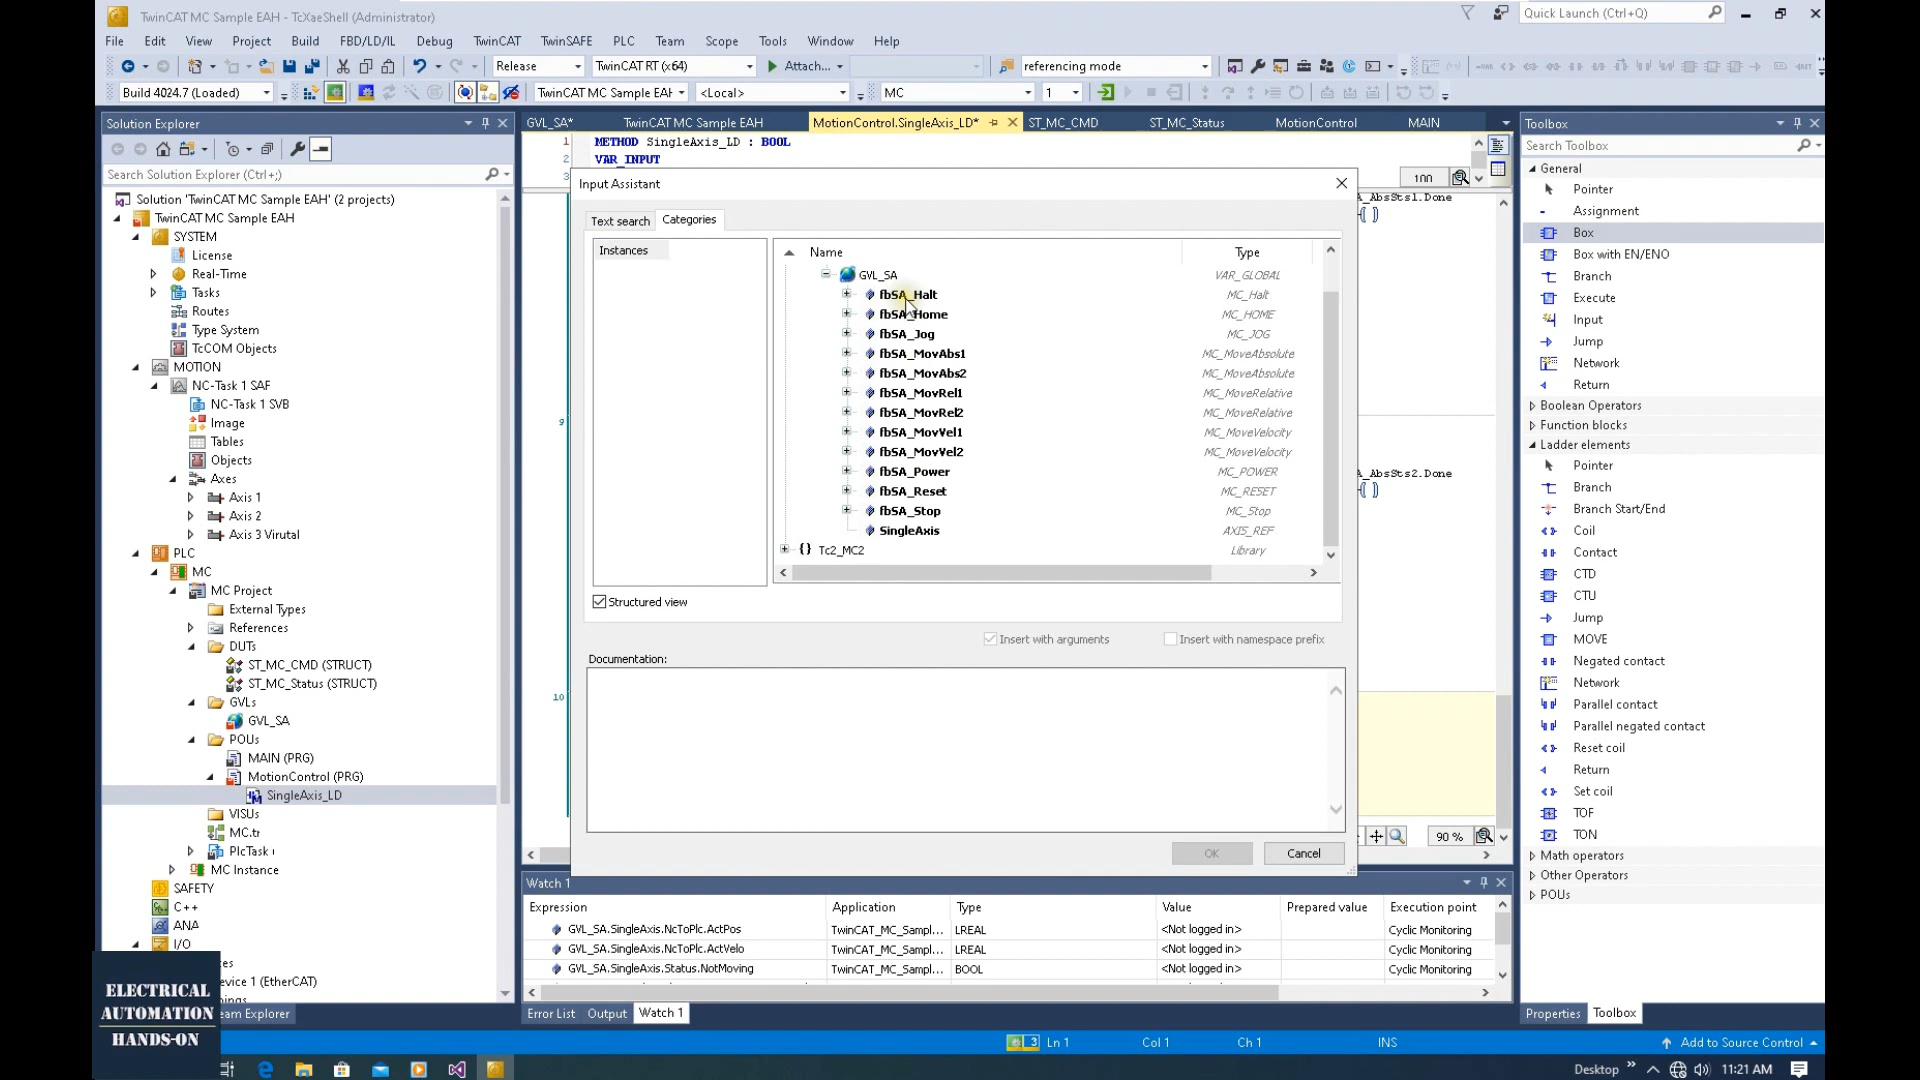 TwinCAT MC Sample EAH - TcXaeShell (Administrator)
Quick Launch (Ctrl+Q)
File Edit View Project Build FBD/LD/IL Debug TwinCAT TwinSAFE PLC Team Scope Tools Window Help
Release TwinCAT RT (x64) Attach... referencing mode
Build 4024.7 (Loaded) TwinCAT MC Sample EAH <Local> MC 1
Solution Explorer
Search Solution Explorer (Ctrl+;)
Solution 'TwinCAT MC Sample EAH' (2 projects)
TwinCAT MC Sample EAH
SYSTEM
License
Real-Time
Tasks
Routes
Type System
TcCOM Objects
MOTION
NC-Task 1 SAF
NC-Task 1 SVB
Image
Tables
Objects
Axes
Axis 1
Axis 2
Axis 3 Virutal
PLC
MC
MC Project
External Types
References
DUTs
ST_MC_CMD (STRUCT)
ST_MC_Status (STRUCT)
GVLs
GVL_SA
POUs
MAIN (PRG)
MotionControl (PRG)
SingleAxis_LD
VISUs
MC.tr
PlcTask
MC Instance
SAFETY
C++
ANA
I/O
evice 1 (EtherCAT)
eam Explorer
ELECTRICAL
AUTOMATION
HANDS-ON
GVL_SA* TwinCAT MC Sample EAH MotionControl.SingleAxis_LD* ST_MC_CMD ST_MC_Status MotionControl MAIN
1 METHOD SingleAxis_LD : BOOL
2 VAR_INPUT
3
100
A_AbsSts1.Done
9
A_AbsSts2.Done
10
90 %
Input Assistant
Text search Categories
Instances
Name Type
GVL_SA VAR_GLOBAL
fbSA_Halt MC_Halt
fbSA_Home MC_HOME
fbSA_Jog MC_JOG
fbSA_MovAbs1 MC_MoveAbsolute
fbSA_MovAbs2 MC_MoveAbsolute
fbSA_MovRel1 MC_MoveRelative
fbSA_MovRel2 MC_MoveRelative
fbSA_MovVel1 MC_MoveVelocity
fbSA_MovVel2 MC_MoveVelocity
fbSA_Power MC_POWER
fbSA_Reset MC_RESET
fbSA_Stop MC_Stop
SingleAxis AXIS_REF
{} Tc2_MC2 Library
Structured view
Insert with arguments Insert with namespace prefix
Documentation:
OK Cancel
Watch 1
Expression Application Type Value Prepared value Execution point
GVL_SA.SingleAxis.NcToPlc.ActPos TwinCAT_MC_Sampl... LREAL <Not logged in> Cyclic Monitoring
GVL_SA.SingleAxis.NcToPlc.ActVelo TwinCAT_MC_Sampl... LREAL <Not logged in> Cyclic Monitoring
GVL_SA.SingleAxis.Status.NotMoving TwinCAT_MC_Sampl... BOOL <Not logged in> Cyclic Monitoring
Error List Output Watch 1
Toolbox
Search Toolbox
General
Pointer
Assignment
Box
Box with EN/ENO
Branch
Execute
Input
Jump
Network
Return
Boolean Operators
Function blocks
Ladder elements
Pointer
Branch
Branch Start/End
Coil
Contact
CTD
CTU
Jump
MOVE
Negated contact
Network
Parallel contact
Parallel negated contact
Reset coil
Return
Set coil
TOF
TON
Math operators
Other Operators
POUs
Properties Toolbox
3 Ln 1 Col 1 Ch 1 INS Add to Source Control
Desktop 11:21 AM